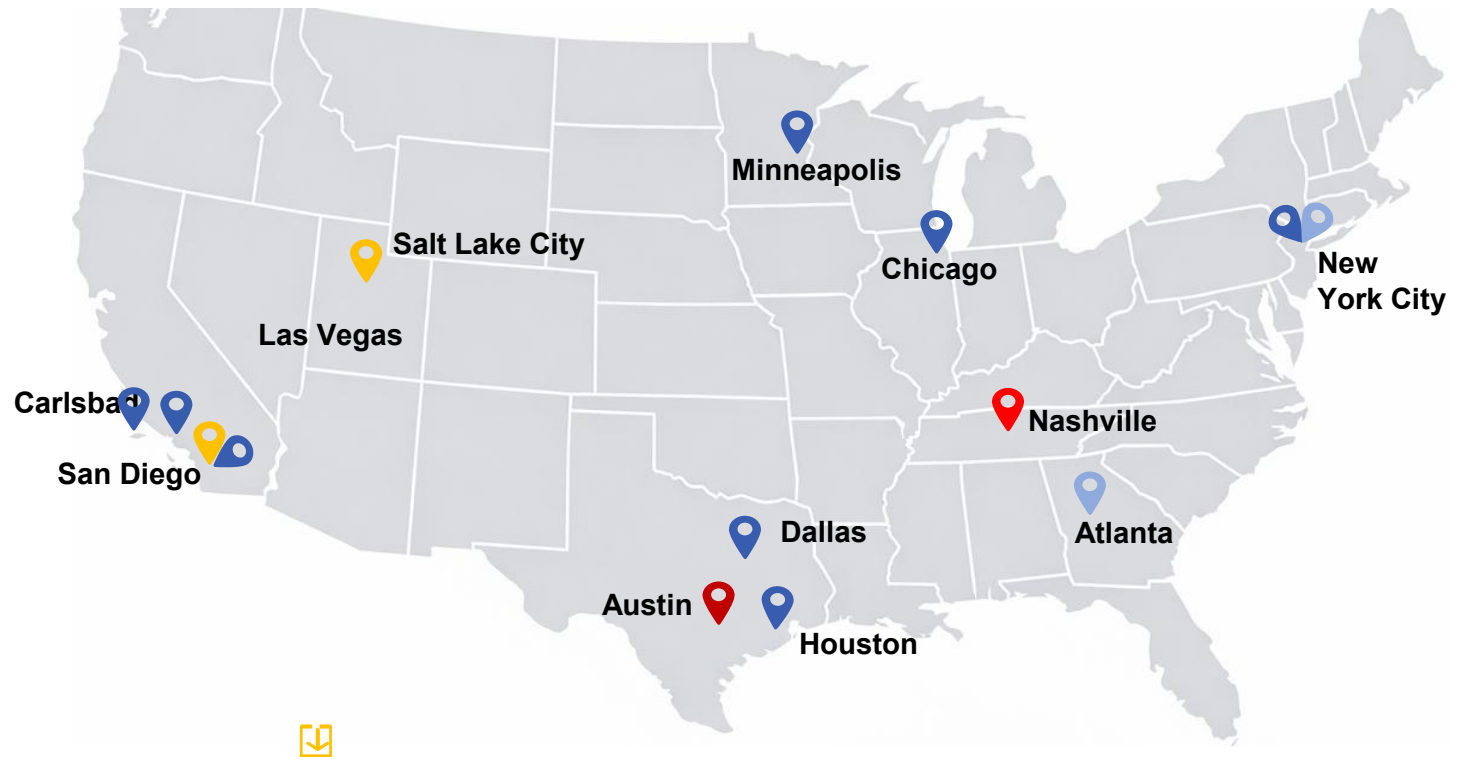 Minneapolis
Salt Lake City
Chicago
New
York City
Las Vegas
Carlsbad
Nashville
San Diego
Dallas
Atlanta
Austin
Houston